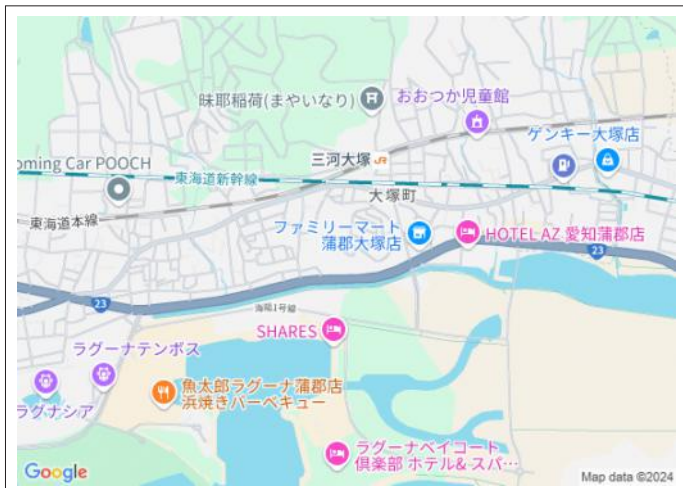 昧耶稲荷(まやいなり)
おおつか児童館
ゲンキー大塚店
三河大塚
JR
oming Car POOCH
東海道新幹線
大塚町
東海道本線
ファミリーマート
蒲郡大塚店
HOTEL AZ 愛知蒲郡店
23
23
海陽1号線
SHARES
ラグーナテンボス
ラグナシア
魚太郎ラグーナ蒲郡店
浜焼きバーベキュー
ラグーナベイコート
倶楽部 ホテル& スパ…
Google
Map data ©2024